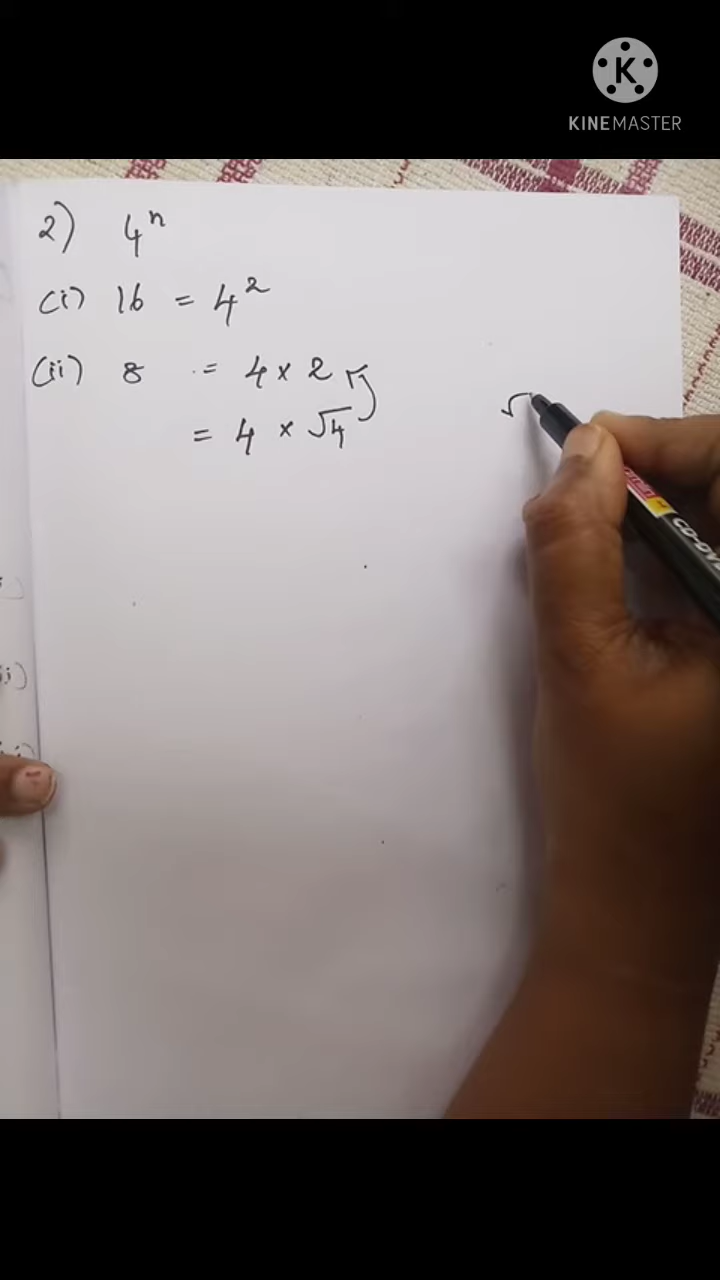 KINEMASTER
2) 4ⁿ
(i) 16 = 4²
(ii) 8 = 4 × 2
= 4 × √4
√